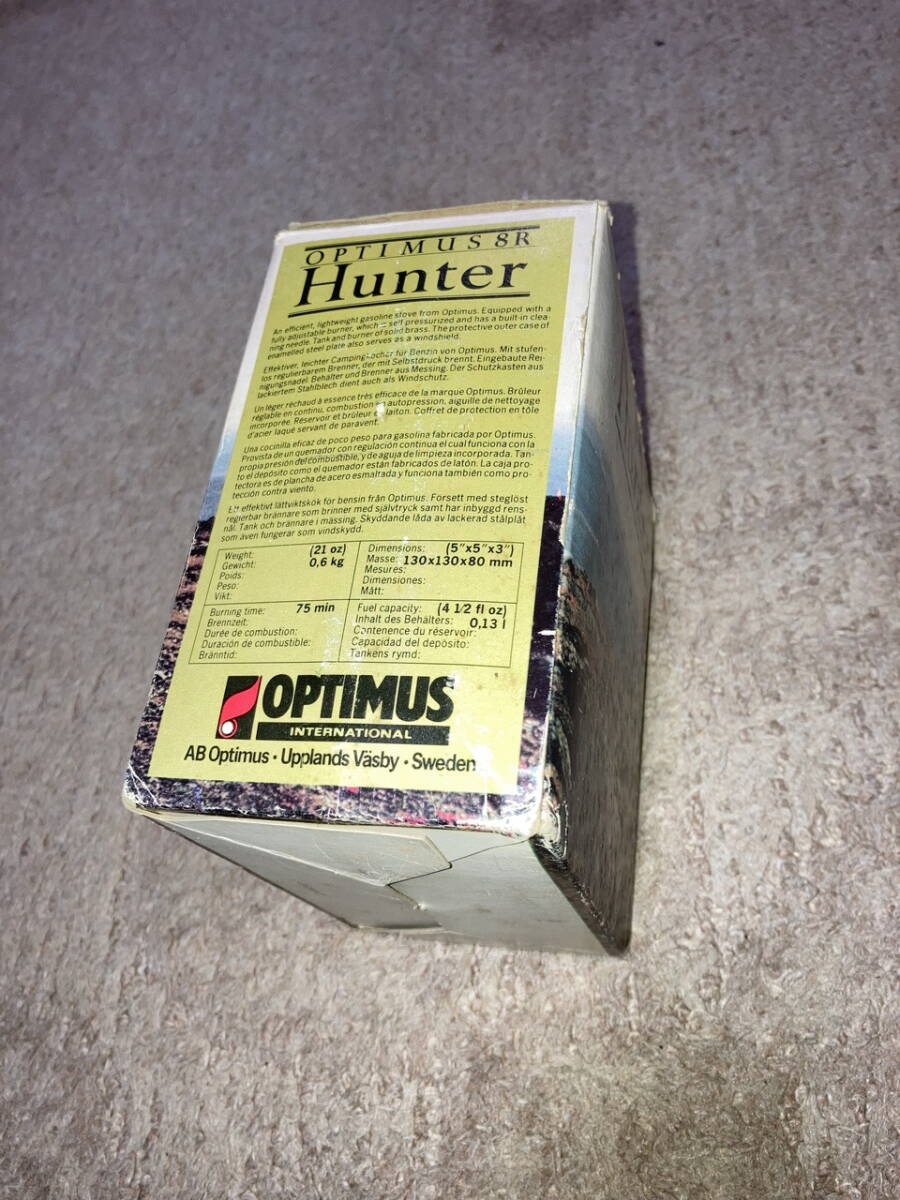 OPTIMUS 8R
Hunter
An efficient, lightweight gasoline stove from Optimus. Equipped with a
fully adjustable burner, which is self pressurized and has a built-in clea-
ning needle. Tank and burner of solid brass. The protective outer case of
enamelled steel plate also serves as a windshield.
Effektiver, leichter Camping-kocher für Benzin von Optimus. Mit stufen-
los regulierbarem Brenner, der mit Selbstdruck brennt. Eingebaute Rei-
nigungsnadel. Behälter und Brenner aus Messing. Der Schutzkasten aus
lackiertem Stahlblech dient auch als Windschutz.
Un léger réchaud à essence très efficace de la marque Optimus. Brûleur
réglable en continu, combustion autopression, aiguille de nettoyage
incorporée. Réservoir et brûleur laiton. Coffret de protection en tôle
d'acier laqué servant de paravent.
Una cocinilla eficaz de poco peso para gasolina fabricada por Optimus.
Provista de un quemador con regulación continua el cual funciona con la
propia presión del combustible, y de aguja de limpieza incorporada. Tan-
to el depósito como el quemador están fabricados de latón. La caja pro-
tectora es de plancha de acero esmaltada y funciona también como pro-
tección contra viento.
Ett effektivt lättviktskök för bensin från Optimus. Försett med steglöst
reglerbar brännare som brinner med självtryck samt har inbyggd rens-
nål. Tank och brännare i mässing. Skyddande låda av lackerad stålplåt
som även fungerar som vindskydd.
Weight: (21 oz)
Gewicht: 0,6 kg
Poids:
Peso:
Vikt:
Dimensions: (5"x5"x3")
Masse: 130x130x80 mm
Mesures:
Dimensiones:
Mått:
Burning time: 75 min
Brennzeit:
Durée de combustion:
Duración de combustible:
Bränntid:
Fuel capacity: (4 1/2 fl oz)
Inhalt des Behälters: 0,13 l
Contenence du réservoir:
Capacidad del depósito:
Tankens rymd:
OPTIMUS
INTERNATIONAL
AB Optimus · Upplands Väsby · Sweden